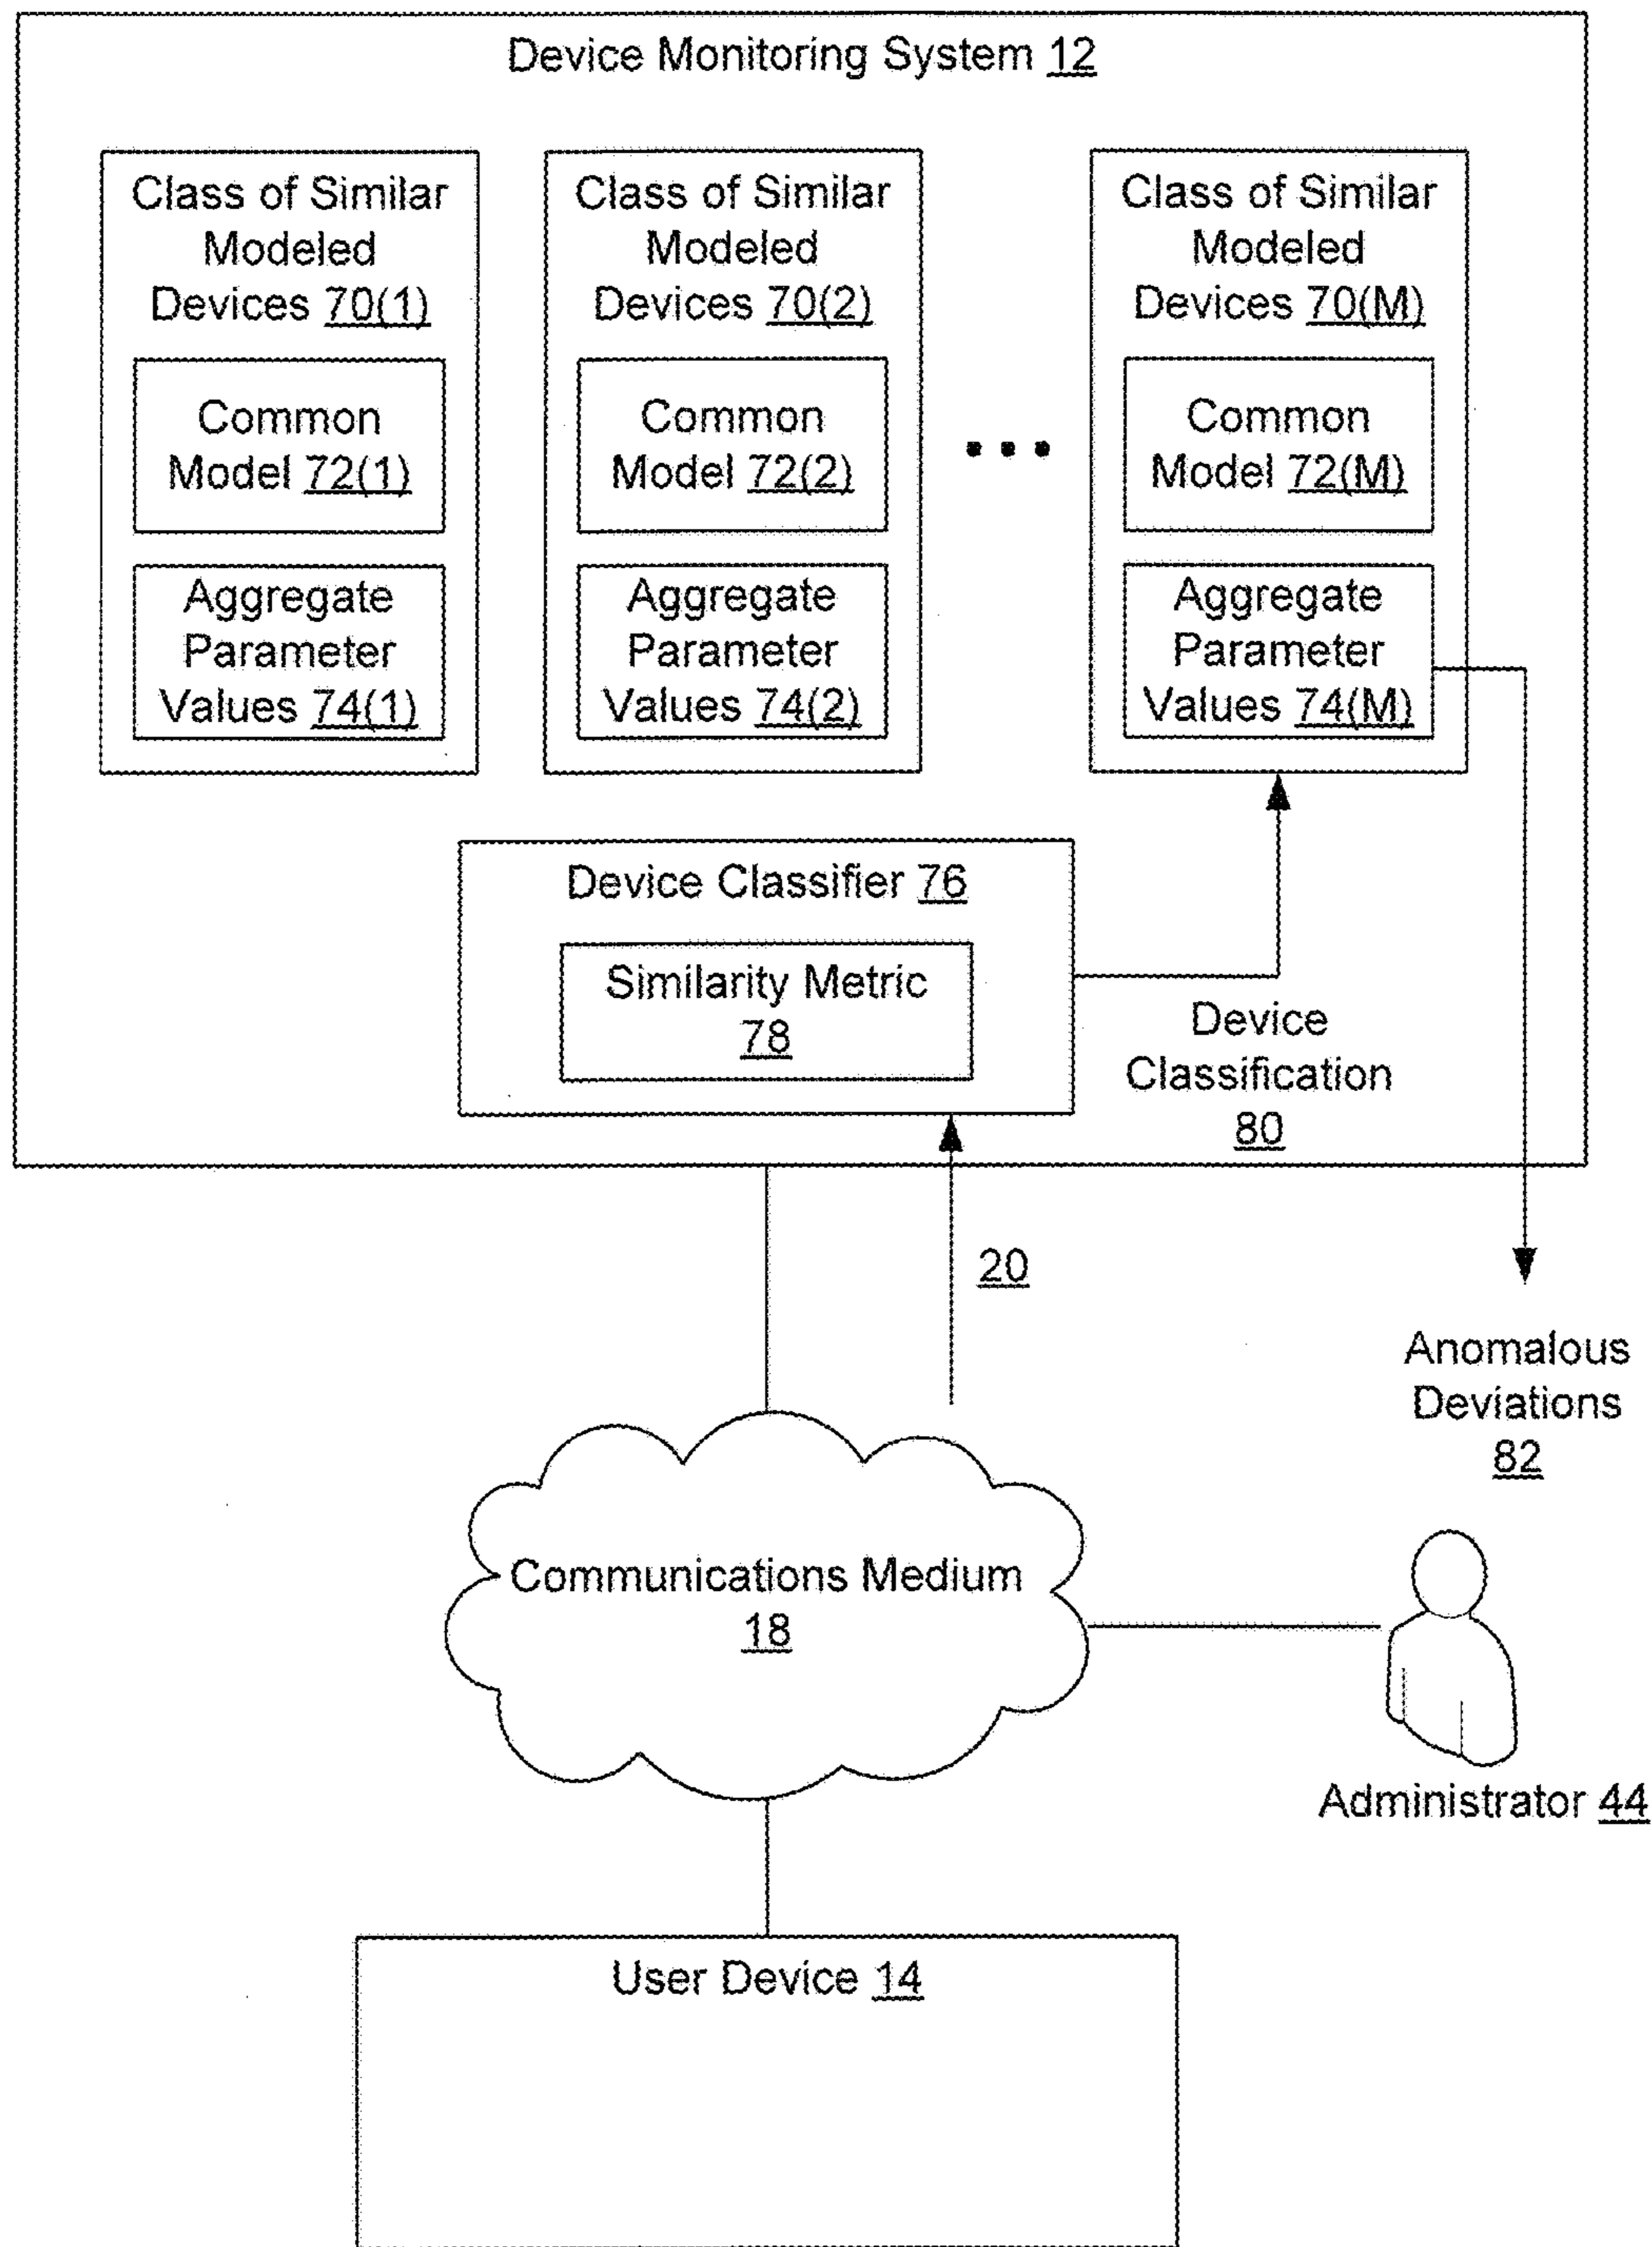 Device Monitoring System 12
Class of Similar
Modeled
Devices 70(1)
Common
Model 72(1)
Aggregate
Parameter
Values 74(1)
Class of Similar
Modeled
Devices 70(2)
Common
Model 72(2)
Aggregate
Parameter
Values 74(2)
Class of Similar
Modeled
Devices 70(M)
Common
Model 72(M)
Aggregate
Parameter
Values 74(M)
Device Classifier 76
Similarity Metric
78
Device
Classification
80
20
Anomalous
Deviations
82
Communications Medium
18
Administrator 44
User Device 14